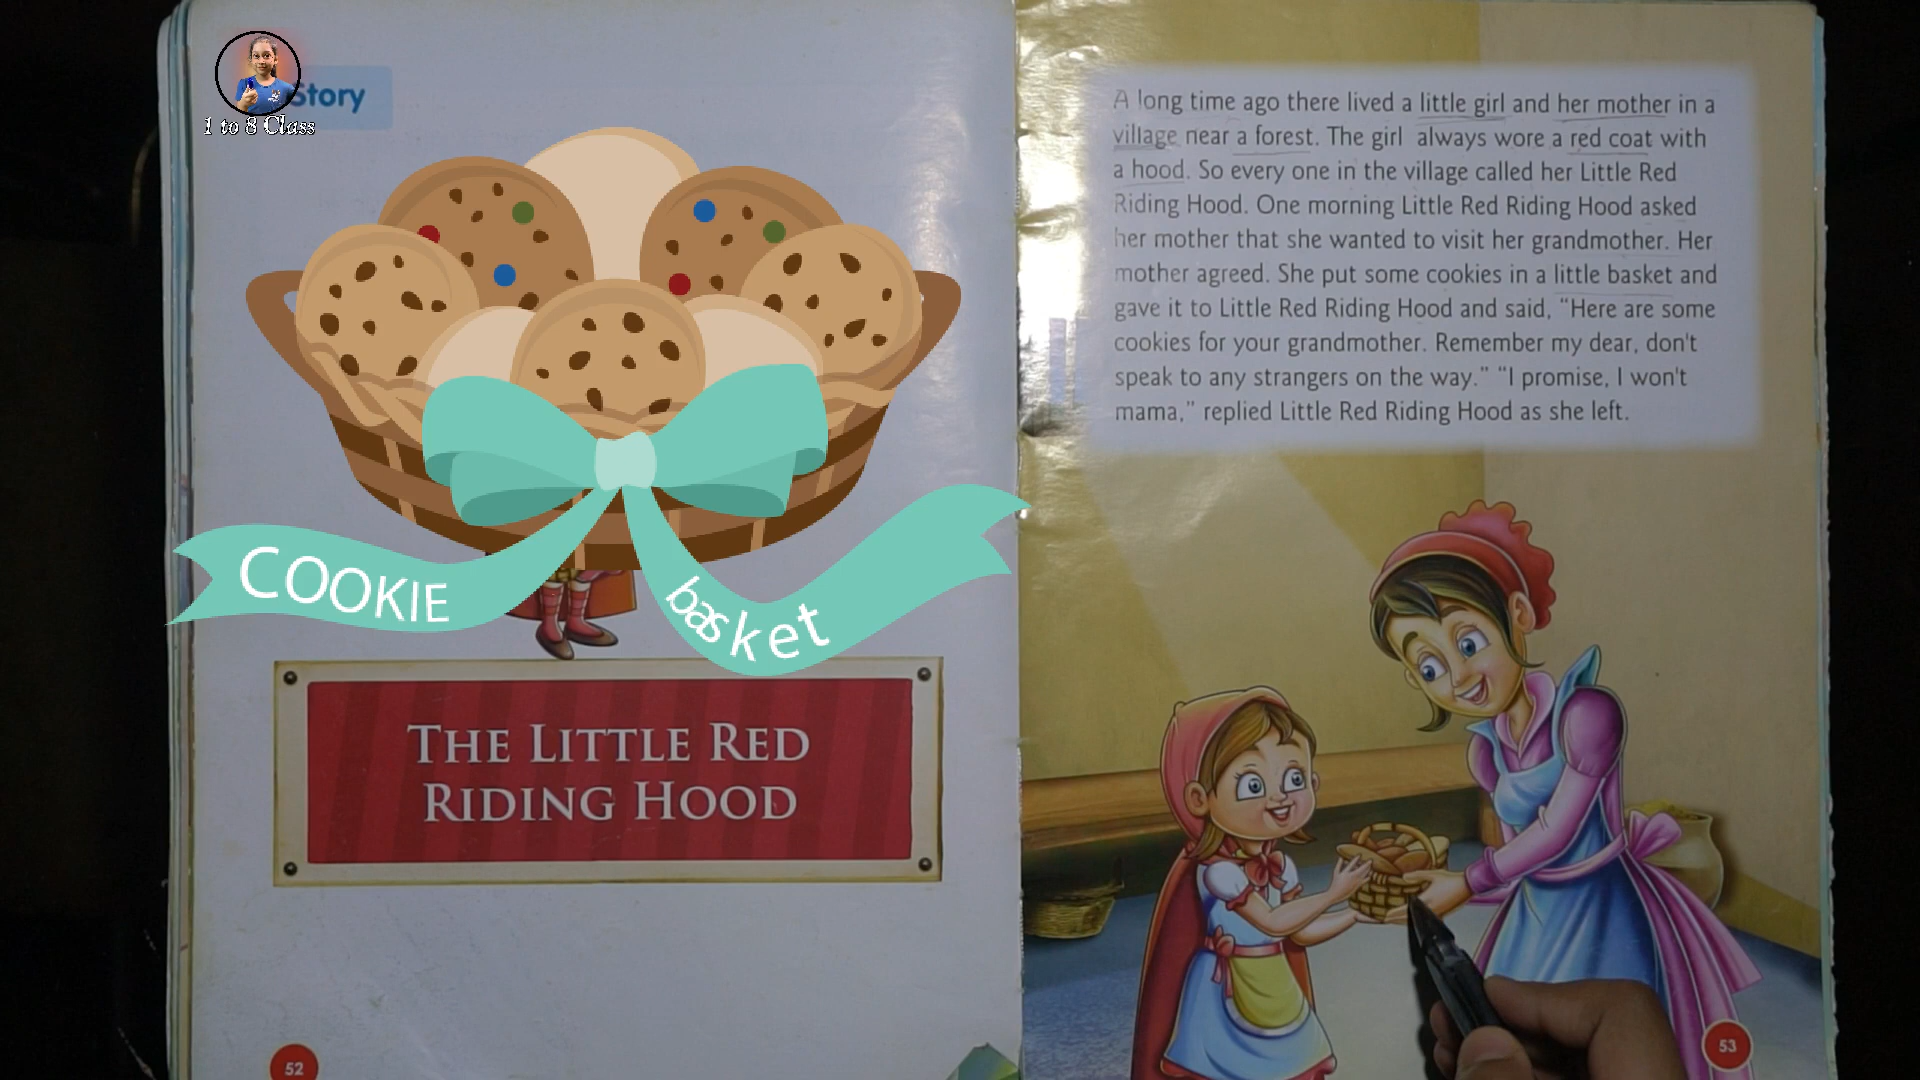 Story
1 to 8 Class
COOKIE
basket
THE LITTLE RED
RIDING HOOD
52
A long time ago there lived a little girl and her mother in a
village near a forest. The girl always wore a red coat with
a hood. So every one in the village called her Little Red
Riding Hood. One morning Little Red Riding Hood asked
her mother that she wanted to visit her grandmother. Her
mother agreed. She put some cookies in a little basket and
gave it to Little Red Riding Hood and said, “Here are some
cookies for your grandmother. Remember my dear, don't
speak to any strangers on the way.” “I promise, I won't
mama,” replied Little Red Riding Hood as she left.
53